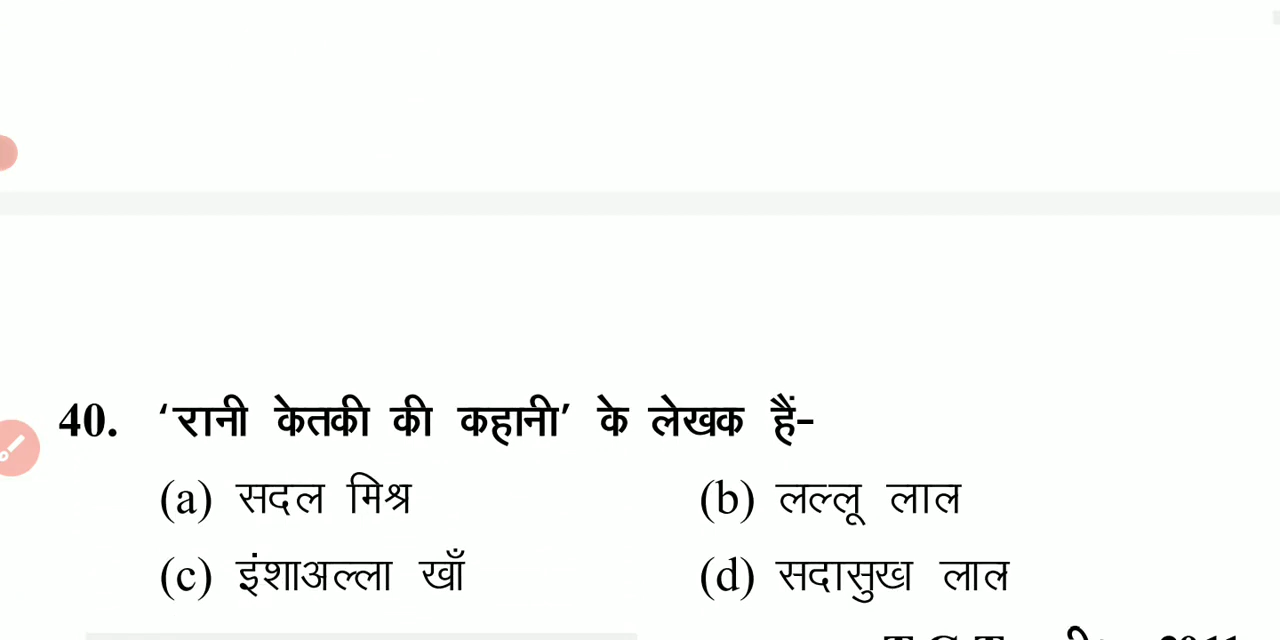 40. ‘रानी केतकी की कहानी’ के लेखक हैं-
(a) सदल मिश्र (b) लल्लू लाल
(c) इंशाअल्ला खाँ (d) सदासुख लाल